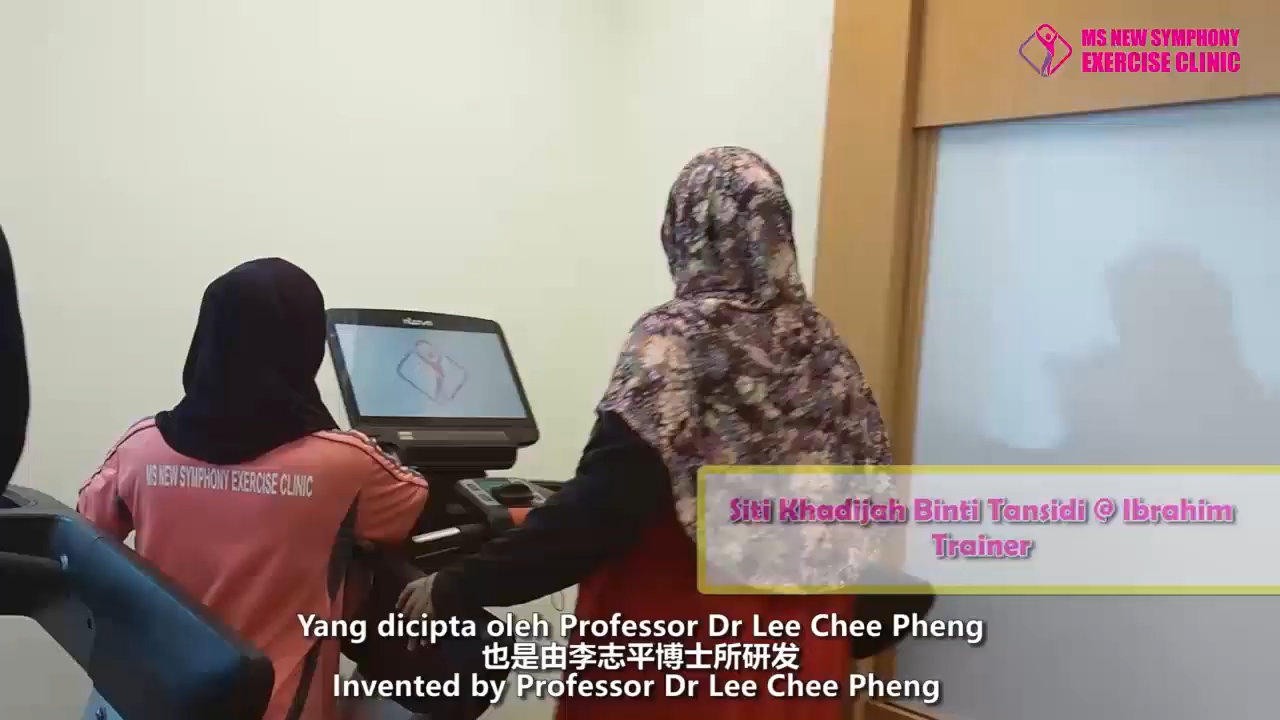 MS NEW SYMPHONY
EXERCISE CLINIC
MS NEW SYMPHONY EXERCISE CLINIC
Siti Khadijah Binti Tansidi @ Ibrahim
Trainer
Yang dicipta oleh Professor Dr Lee Chee Pheng
也是由李志平博士所研发
Invented by Professor Dr Lee Chee Pheng